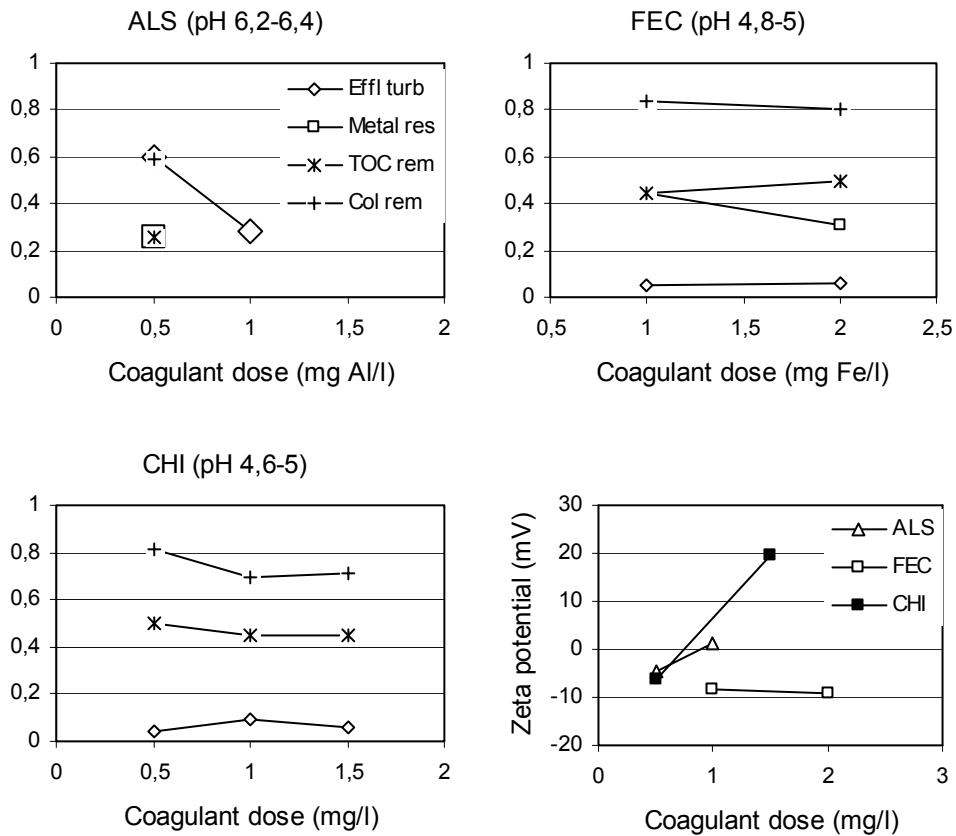 ALS (pH 6,2-6,4)
1
0,8
0,6
0,4
0,2
0
0 0,5 1 1,5 2
Coagulant dose (mg Al/l)
Effl turb
Metal res
TOC rem
Col rem
FEC (pH 4,8-5)
1
0,8
0,6
0,4
0,2
0
0,5 1 1,5 2 2,5
Coagulant dose (mg Fe/l)
CHI (pH 4,6-5)
1
0,8
0,6
0,4
0,2
0
0 0,5 1 1,5 2
Coagulant dose (mg/l)
Zeta potential (mV)
30
20
10
0
-10
-20
0 1 2 3
Coagulant dose (mg/l)
ALS
FEC
CHI